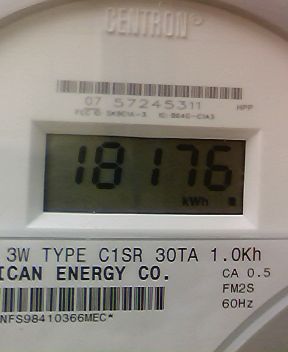 CENTRON®
07 57245311 HPP
18176
kWh
3W TYPE C1SR 30TA 1.0Kh
ICAN ENERGY CO. CA 0.5
FM2S
60Hz
NFS98410366MEC*